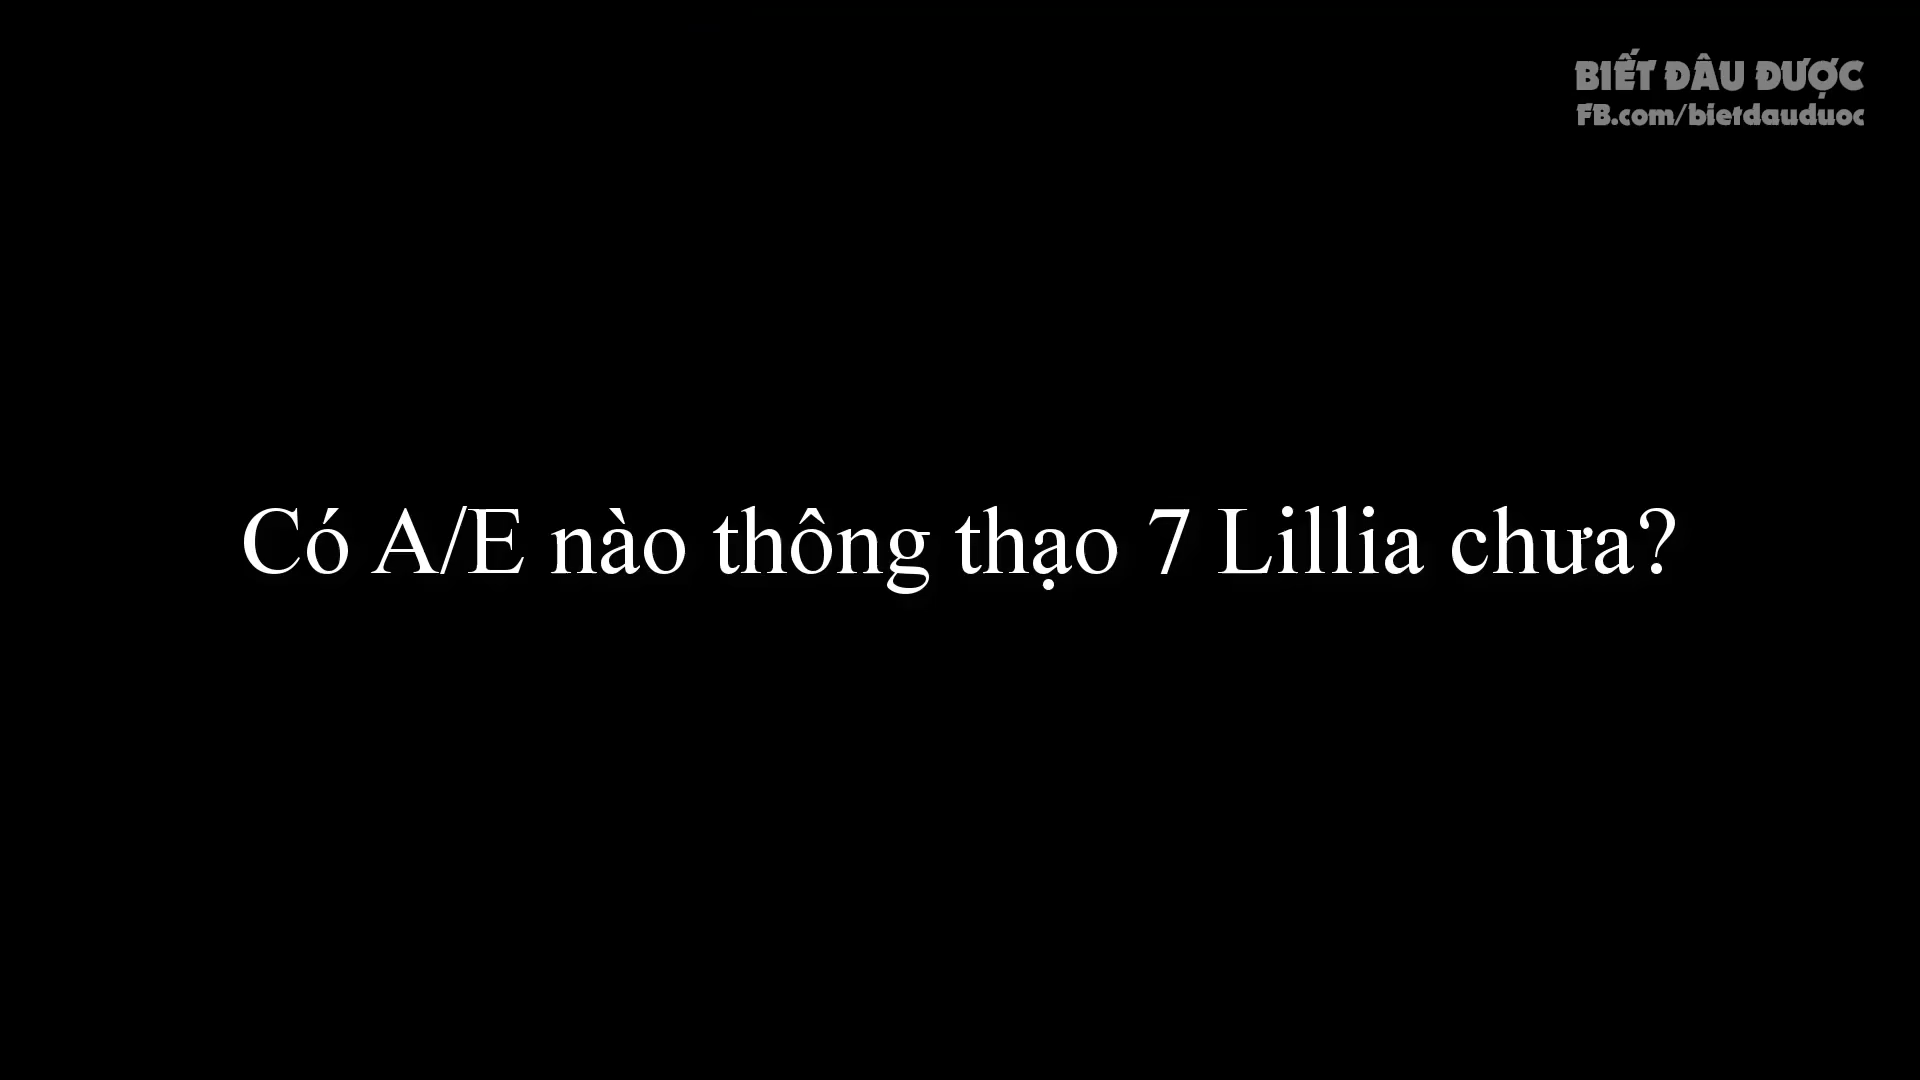 BIẾT ĐÂU ĐƯỢC
FB.com/bietdauduoc
Có A/E nào thông thạo 7 Lillia chưa?